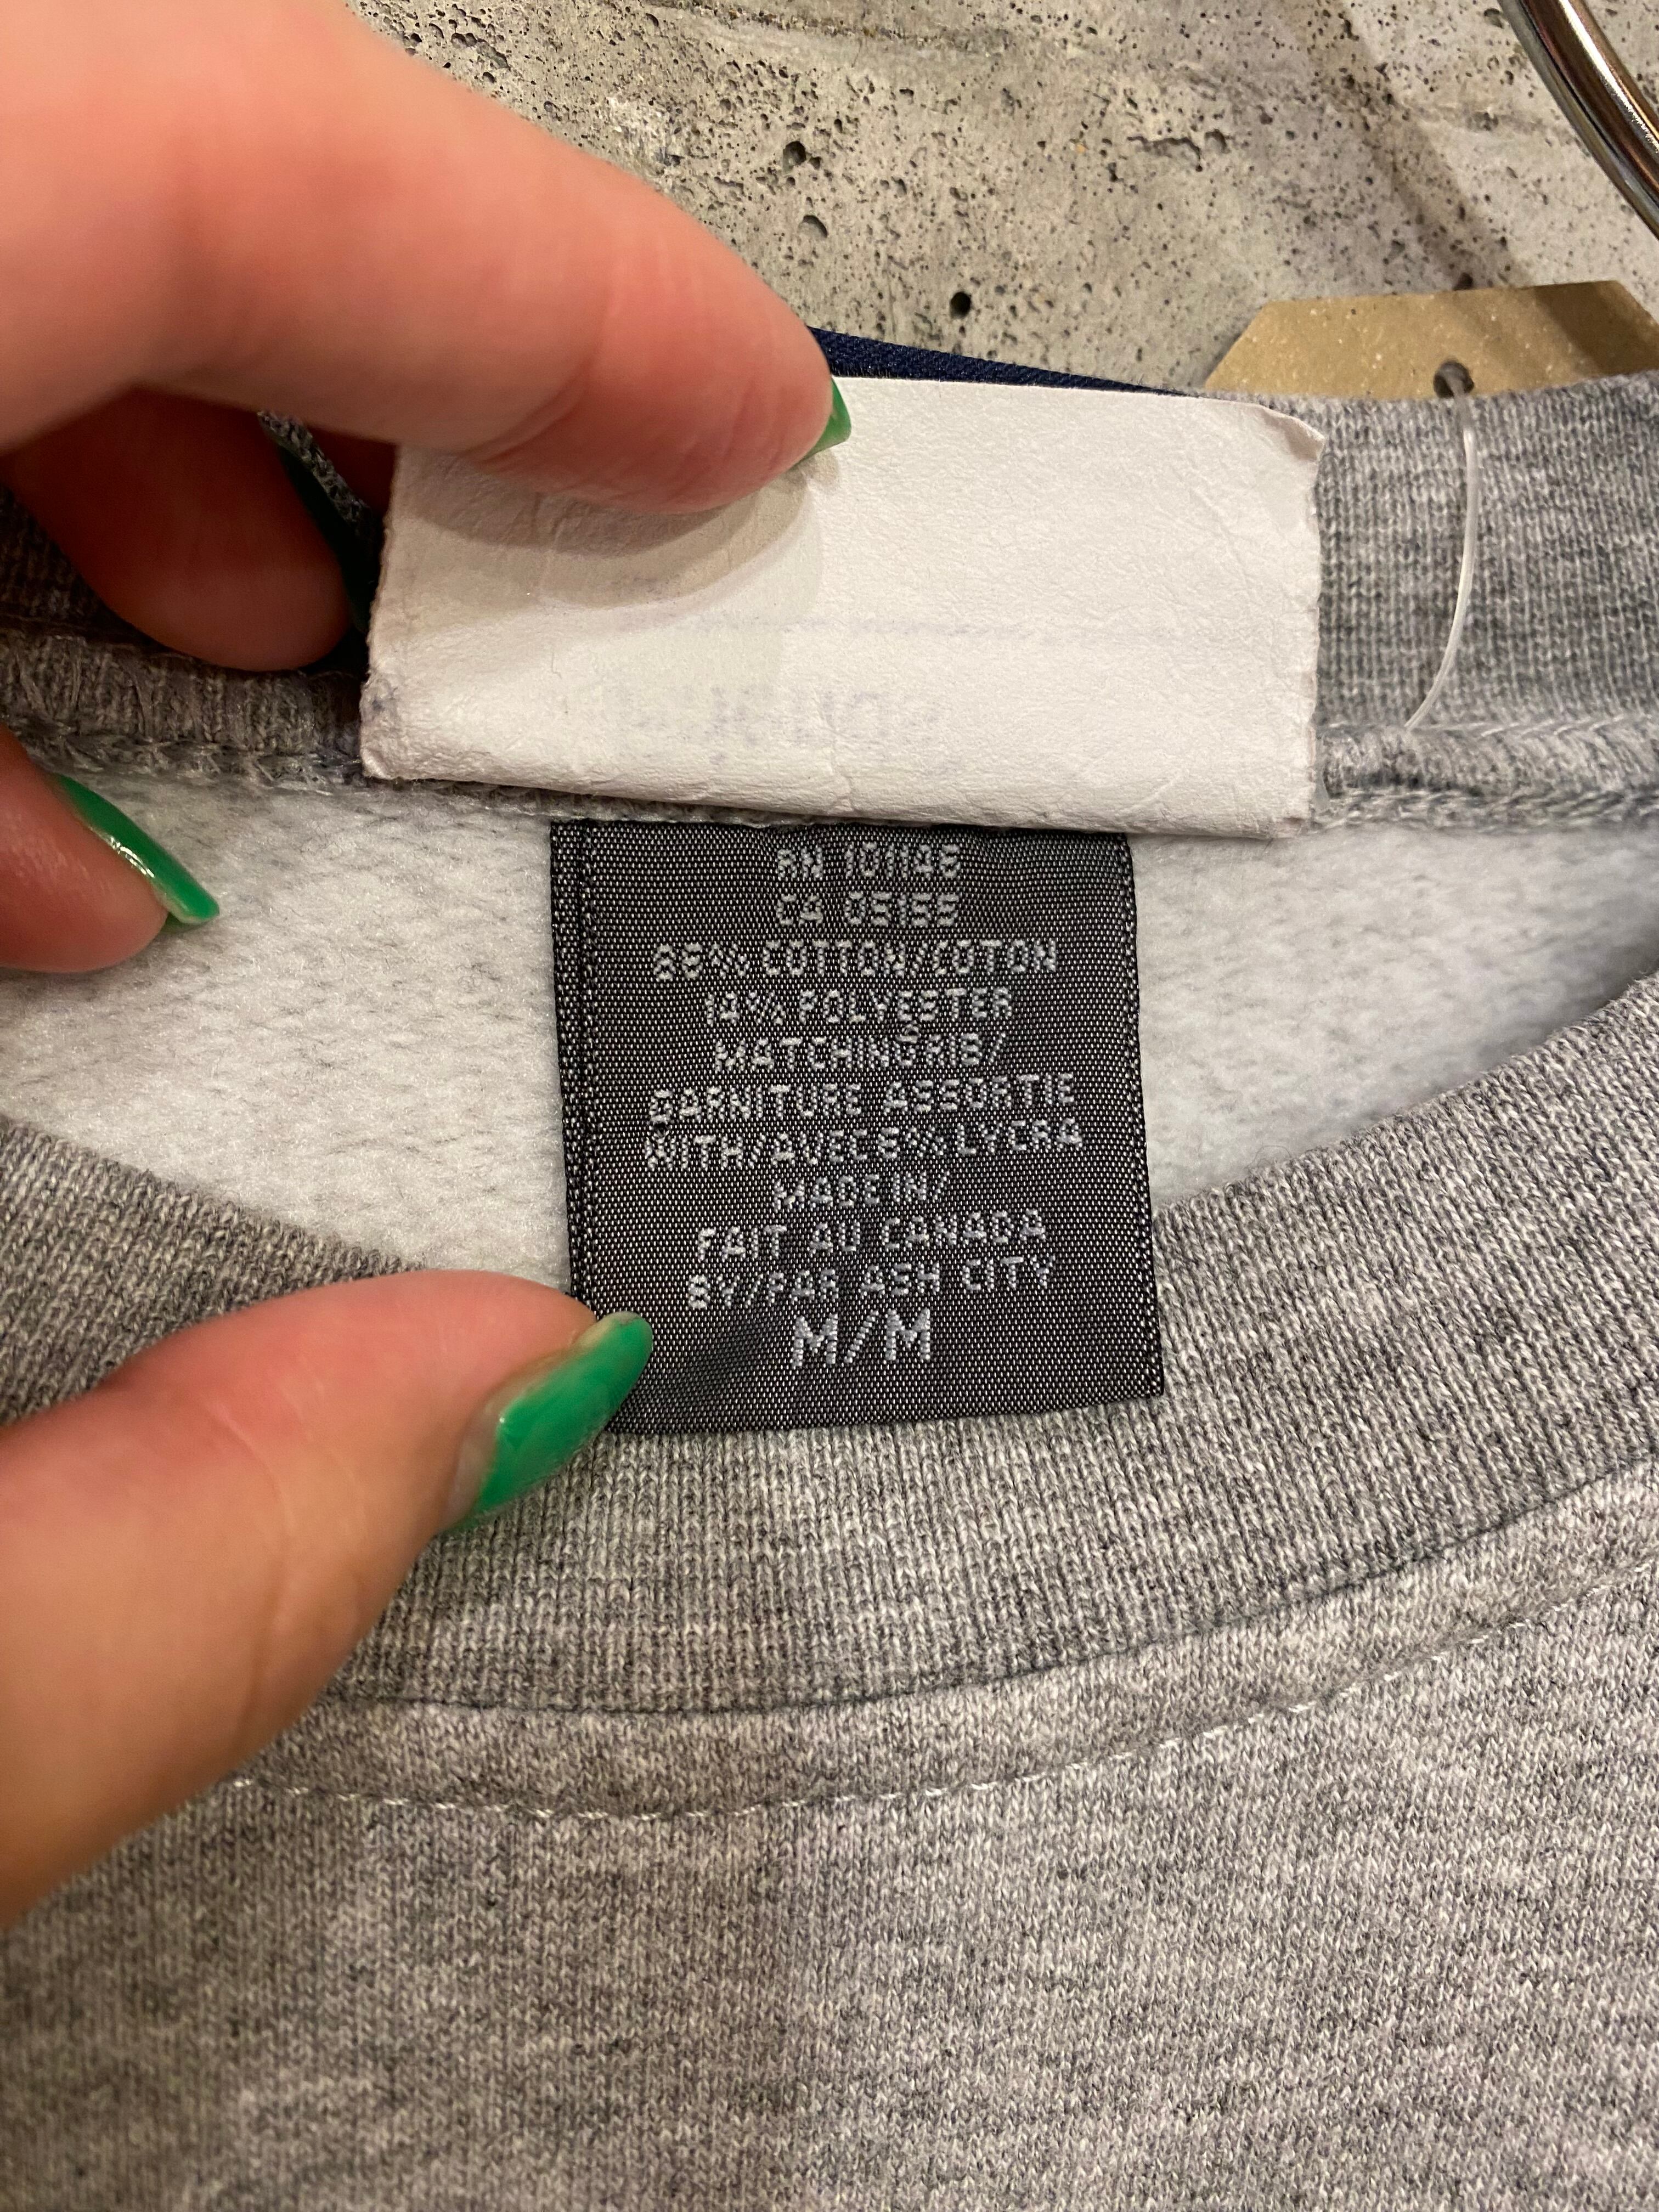 RN 101146
CA 05155
86% COTTON/COTON
14% POLYESTER
MATCHING RIB/
GARNITURE ASSORTIE
WITH/AVEC 5% LYCRA
MADE IN/
FAIT AU CANADA
BY/PAR ASH CITY
M/M